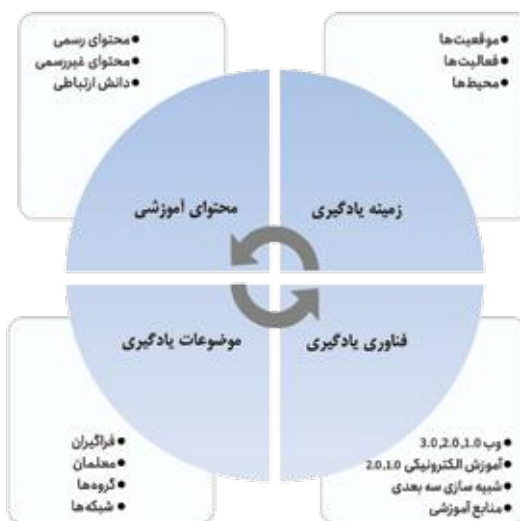 موقعیت‌ها
فعالیت‌ها
محیط‌ها
محتوای رسمی
محتوای غیررسمی
دانش ارتباطی
زمینه یادگیری
محتوای آموزشی
فناوری یادگیری
موضوعات یادگیری
وب 3.0,2.0,1.0
آموزش الکترونیکی 2.0,1.0
شبیه سازی سه بعدی
منابع آموزشی
فراگیران
معلمان
گروه‌ها
شبکه‌ها